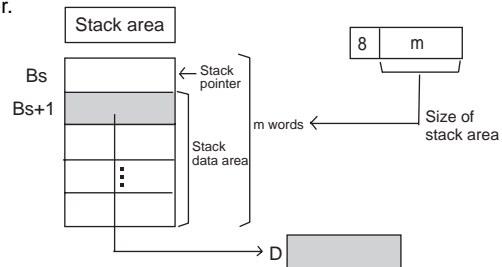 r.
Stack area
8 m
Bs
Stack pointer
Bs+1
m words
Size of stack area
Stack data area
D